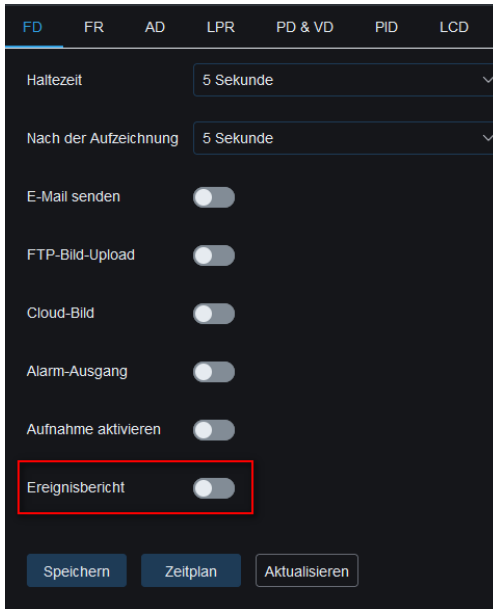 FD FR AD LPR PD & VD PID LCD
Haltezeit 5 Sekunde
Nach der Aufzeichnung 5 Sekunde
E-Mail senden
FTP-Bild-Upload
Cloud-Bild
Alarm-Ausgang
Aufnahme aktivieren
Ereignisbericht
Speichern Zeitplan Aktualisieren